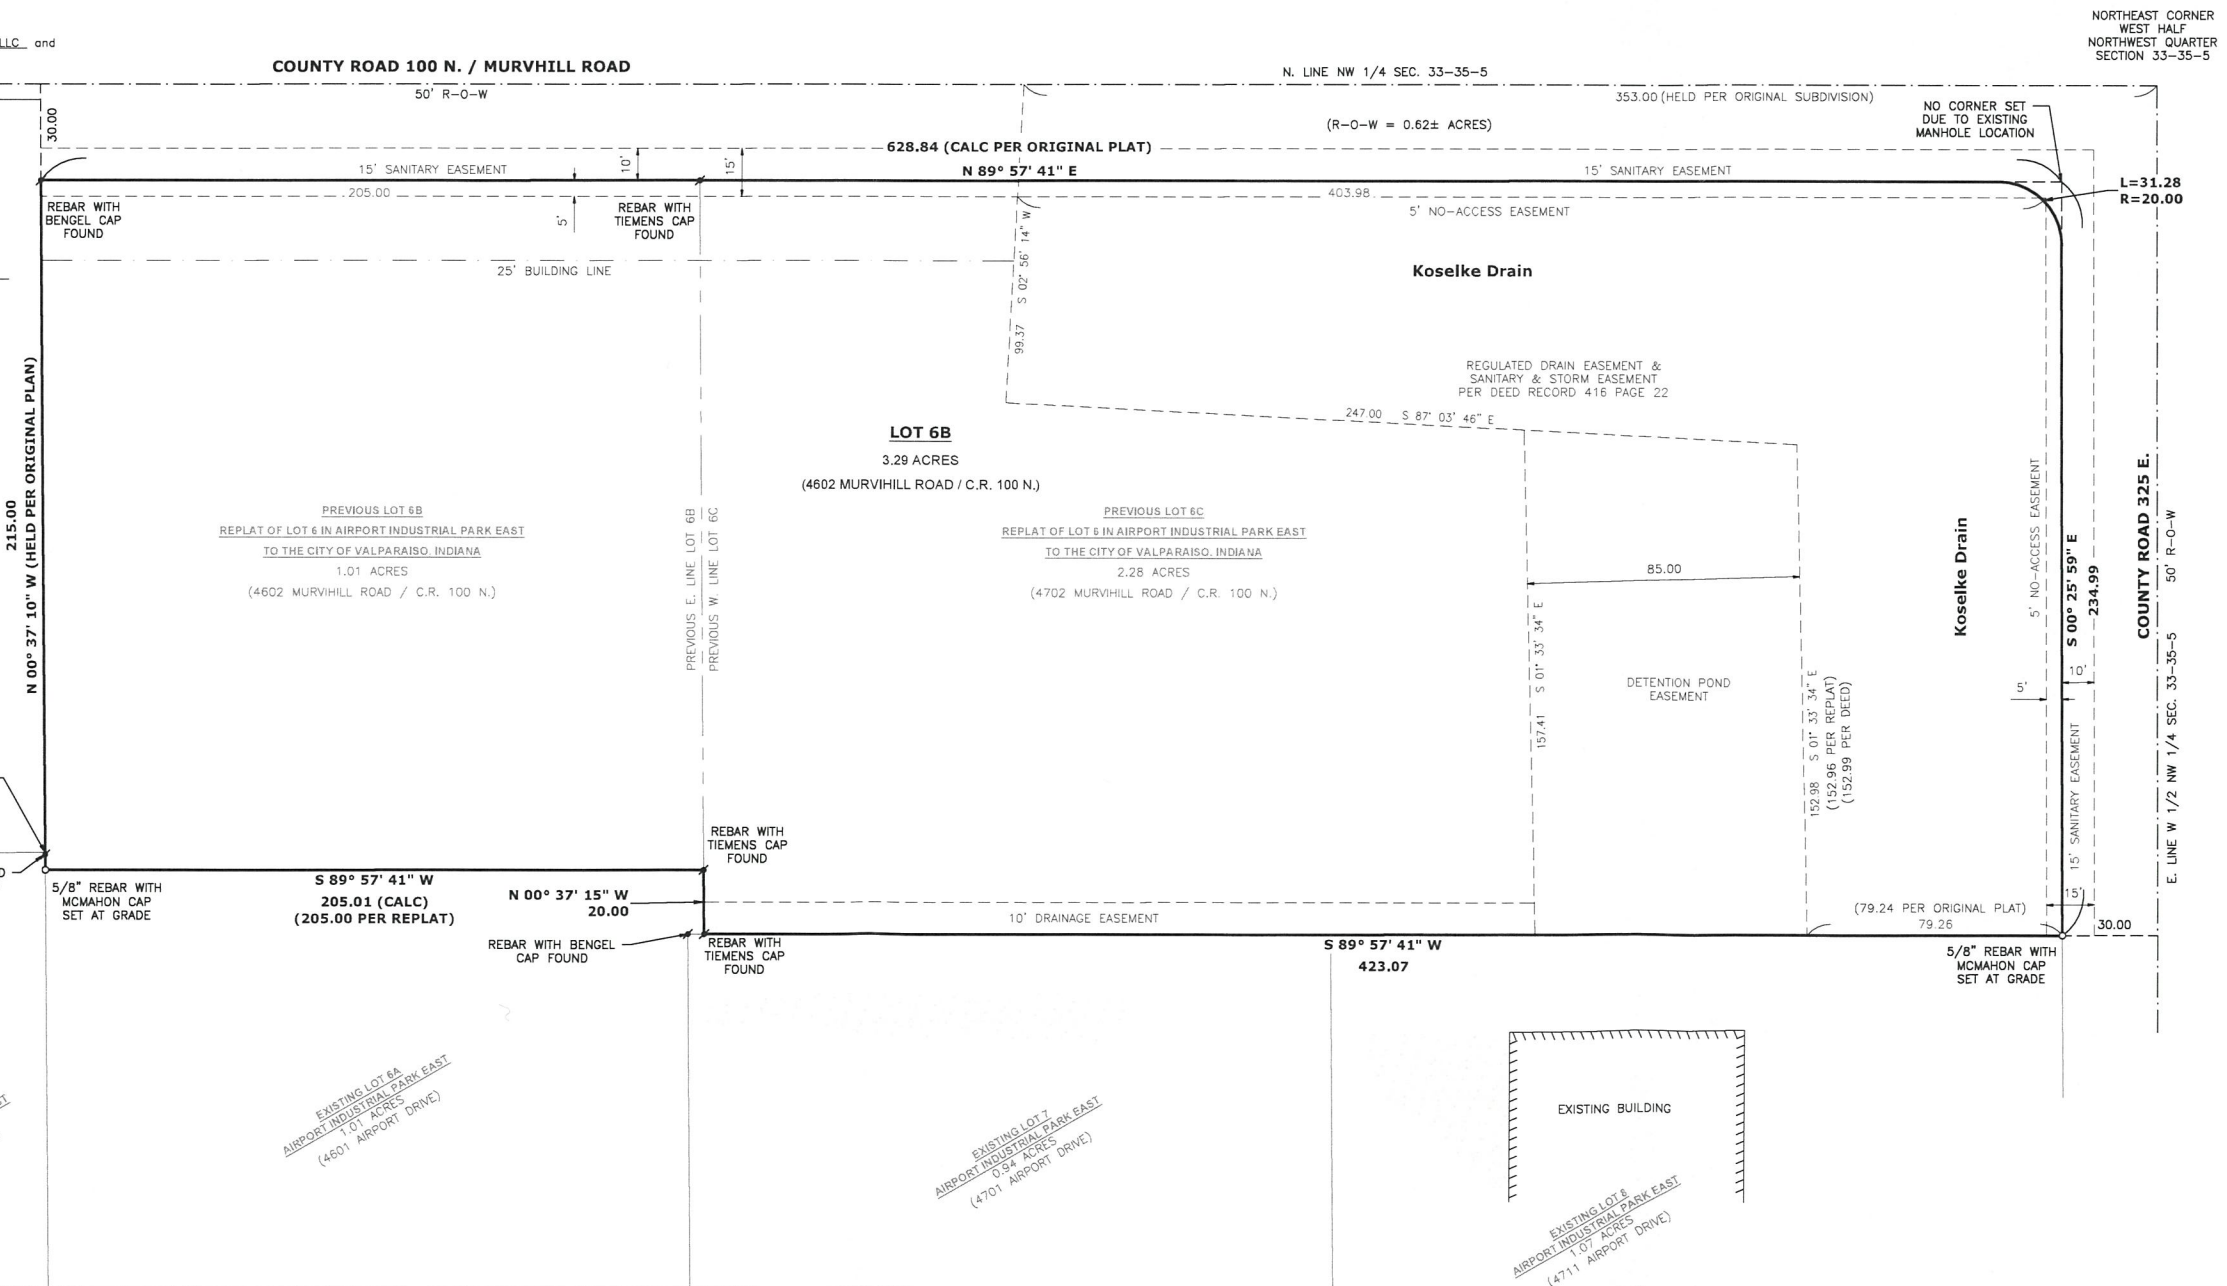 NORTHEAST CORNER
WEST HALF
NORTHWEST QUARTER
SECTION 33-35-5
LLC and
COUNTY ROAD 100 N. / MURVHILL ROAD
50' R-O-W
N. LINE NW 1/4 SEC. 33-35-5
353.00 (HELD PER ORIGINAL SUBDIVISION)
(R-O-W = 0.62± ACRES)
NO CORNER SET
DUE TO EXISTING
MANHOLE LOCATION
30.00
628.84 (CALC PER ORIGINAL PLAT)
N 89° 57' 41" E
15' SANITARY EASEMENT
10'
15'
15' SANITARY EASEMENT
L=31.28
R=20.00
205.00
403.98
5'
5' NO-ACCESS EASEMENT
REBAR WITH
BENGEL CAP
FOUND
REBAR WITH
TIEMENS CAP
FOUND
25' BUILDING LINE
99.37 S 02° 56' 14" W
Koselke Drain
REGULATED DRAIN EASEMENT &
SANITARY & STORM EASEMENT
PER DEED RECORD 416 PAGE 22
247.00 S 87° 03' 46" E
LOT 6B
3.29 ACRES
(4602 MURVIHILL ROAD / C.R. 100 N.)
215.00
N 00° 37' 10" W (HELD PER ORIGINAL PLAN)
PREVIOUS LOT 6B
REPLAT OF LOT 6 IN AIRPORT INDUSTRIAL PARK EAST
TO THE CITY OF VALPARAISO, INDIANA
1.01 ACRES
(4602 MURVIHILL ROAD / C.R. 100 N.)
PREVIOUS E. LINE LOT 6B
PREVIOUS W. LINE LOT 6C
PREVIOUS LOT 6C
REPLAT OF LOT 6 IN AIRPORT INDUSTRIAL PARK EAST
TO THE CITY OF VALPARAISO, INDIANA
2.28 ACRES
(4702 MURVIHILL ROAD / C.R. 100 N.)
85.00
157.41 S 01° 33' 34" E
DETENTION POND
EASEMENT
152.98 S 01° 33' 34" E
(152.96 PER REPLAT)
(152.99 PER DEED)
Koselke Drain
5' NO-ACCESS EASEMENT
S 00° 25' 59" E
234.99
10'
5'
15' SANITARY EASEMENT
COUNTY ROAD 325 E.
50' R-O-W
E. LINE W 1/2 NW 1/4 SEC. 33-35-5
REBAR WITH
TIEMENS CAP
FOUND
5/8" REBAR WITH
MCMAHON CAP
SET AT GRADE
S 89° 57' 41" W
205.01 (CALC)
(205.00 PER REPLAT)
N 00° 37' 15" W
20.00
10' DRAINAGE EASEMENT
(79.24 PER ORIGINAL PLAT)
79.26
15'
30.00
REBAR WITH BENGEL
CAP FOUND
REBAR WITH
TIEMENS CAP
FOUND
S 89° 57' 41" W
423.07
5/8" REBAR WITH
MCMAHON CAP
SET AT GRADE
EXISTING LOT 6A
AIRPORT INDUSTRIAL PARK EAST
1.01 ACRES
(4601 AIRPORT DRIVE)
EXISTING LOT 7
AIRPORT INDUSTRIAL PARK EAST
0.94 ACRES
(4701 AIRPORT DRIVE)
EXISTING BUILDING
EXISTING LOT 8
AIRPORT INDUSTRIAL PARK EAST
1.07 ACRES
(4711 AIRPORT DRIVE)